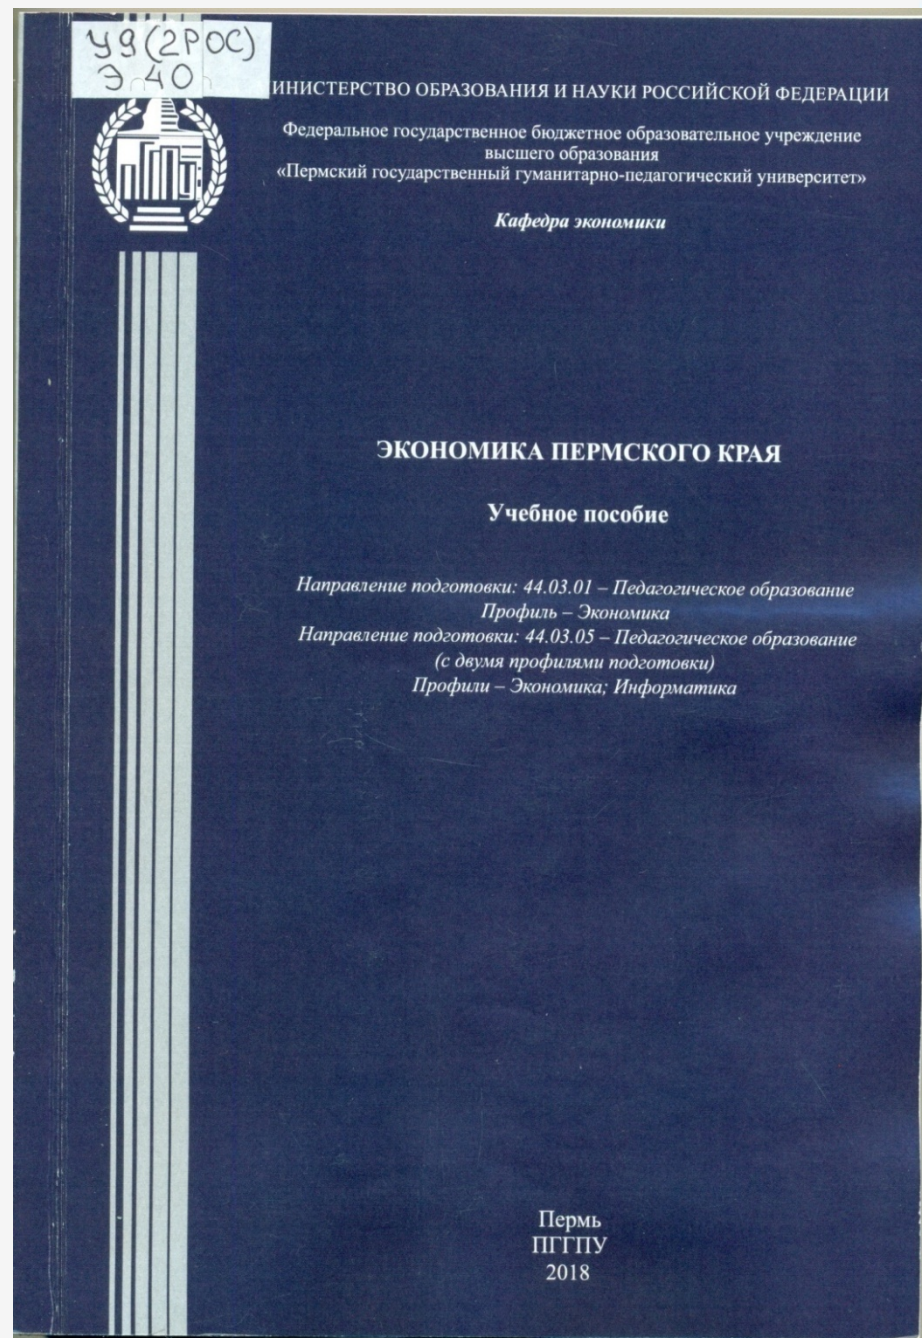 У9(2РОС)
Э 40
ИНИСТЕРСТВО ОБРАЗОВАНИЯ И НАУКИ РОССИЙСКОЙ ФЕДЕРАЦИИ
Федеральное государственное бюджетное образовательное учреждение
высшего образования
«Пермский государственный гуманитарно-педагогический университет»
Кафедра экономики
ЭКОНОМИКА ПЕРМСКОГО КРАЯ
Учебное пособие
Направление подготовки: 44.03.01 – Педагогическое образование
Профиль – Экономика
Направление подготовки: 44.03.05 – Педагогическое образование
(с двумя профилями подготовки)
Профили – Экономика; Информатика
Пермь
ПГГПУ
2018